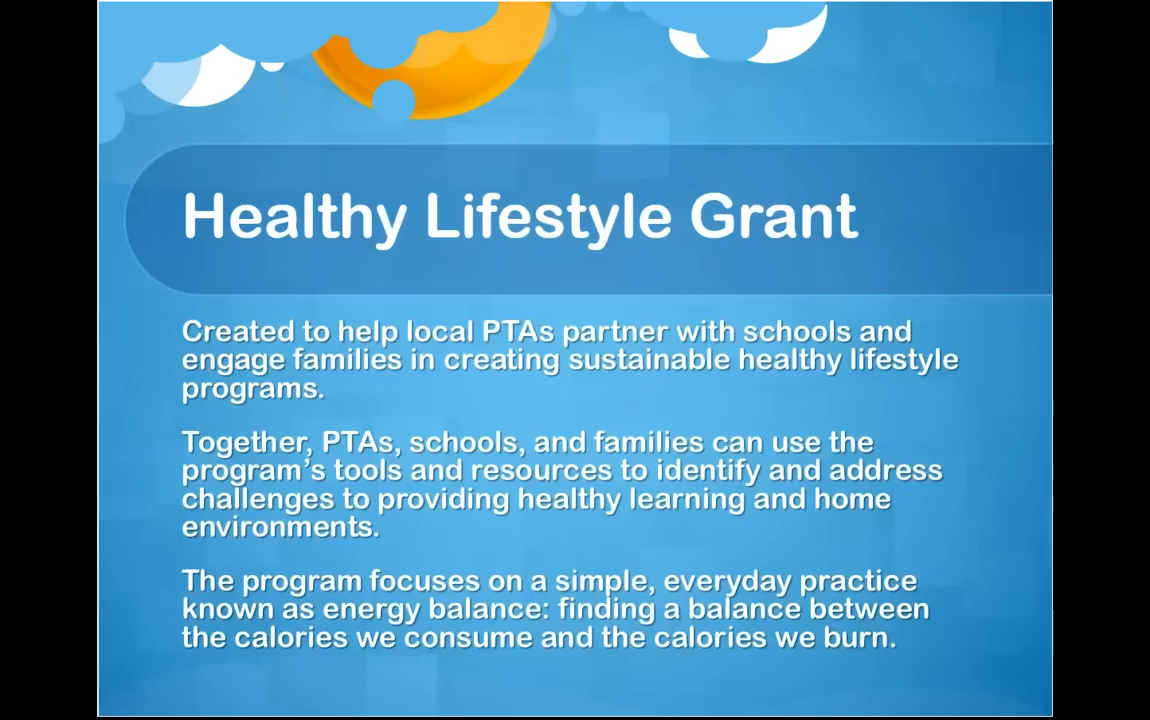 Healthy Lifestyle Grant
Created to help local PTAs partner with schools and
engage families in creating sustainable healthy lifestyle
programs.
Together, PTAs, schools, and families can use the
program’s tools and resources to identify and address
challenges to providing healthy learning and home
environments.
The program focuses on a simple, everyday practice
known as energy balance: finding a balance between
the calories we consume and the calories we burn.